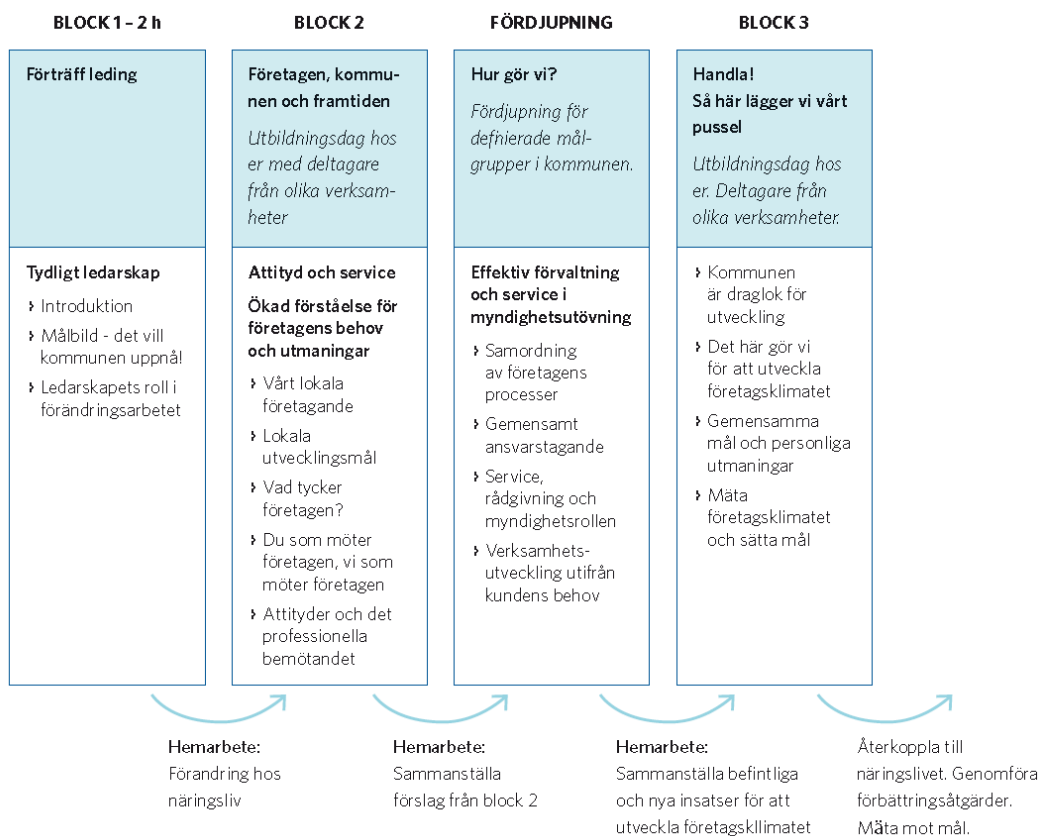 BLOCK 1 – 2 h
Förträff leding
Tydligt ledarskap
Introduktion
Målbild - det vill
kommunen uppnå!
Ledarskapets roll i
förändringsarbetet
BLOCK 2
Företagen, kommu-
nen och framtiden
Utbildningsdag hos
er med deltagare
från olika verksam-
heter
Attityd och service
Ökad förståelse för
företagens behov
och utmaningar
Vårt lokala
företagande
Lokala
utvecklingsmål
Vad tycker
företagen?
Du som möter
företagen, vi som
möter företagen
Attityder och det
professionella
bemötandet
FÖRDJUPNING
Hur gör vi?
Fördjupning för
defnierade mål-
grupper i kommunen.
Effektiv förvaltning
och service i
myndighetsutövning
Samordning
av företagens
processer
Gemensamt
ansvarstagande
Service,
rådgivning och
myndighetsrollen
Verksamhets-
utveckling utifrån
kundens behov
BLOCK 3
Handla!
Så här lägger vi vårt
pussel
Utbildningsdag hos
er. Deltagare från
olika verksamheter.
Kommunen
är draglok för
utveckling
Det här gör vi
för att utveckla
företagsklimatet
Gemensamma
mål och personliga
utmaningar
Mäta
företagsklimatet
och sätta mål
Hemarbete:
Förandring hos
näringsliv
Hemarbete:
Sammanställa
förslag från block 2
Hemarbete:
Sammanställa befintliga
och nya insatser för att
utveckla företagskllimatet
Återkoppla till
näringslivet. Genomföra
förbättringsåtgärder.
Mäta mot mål.